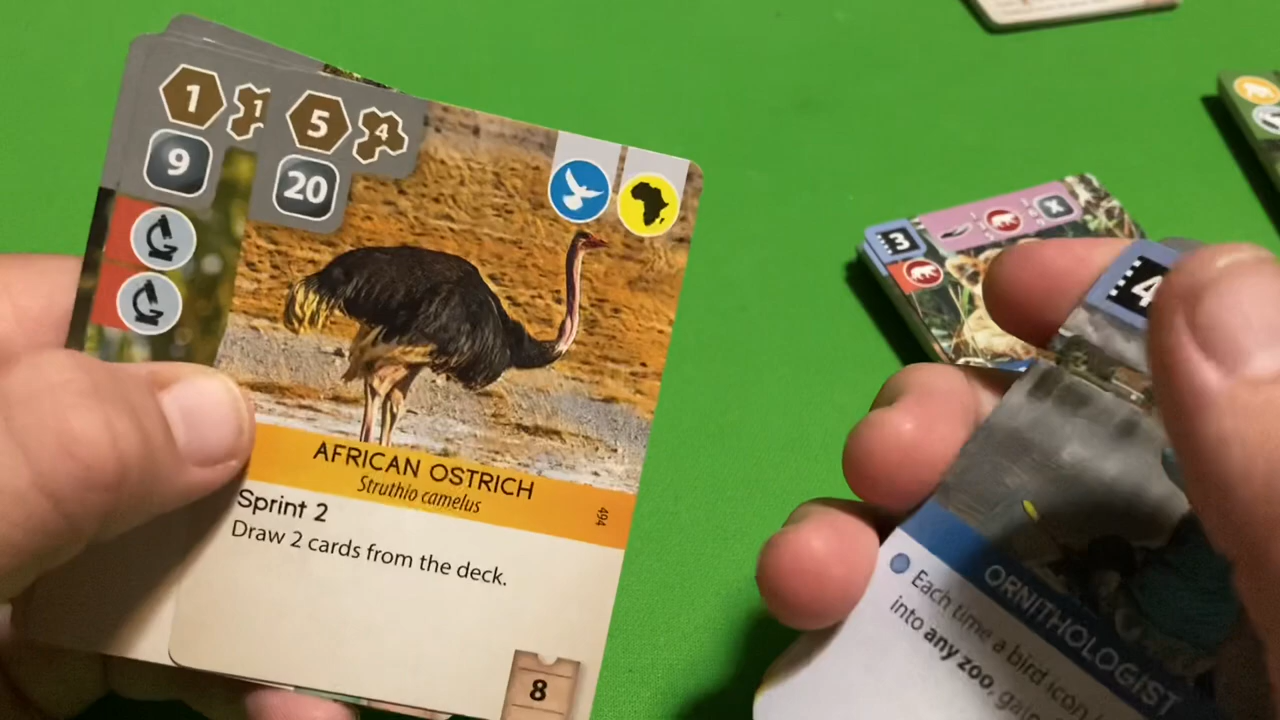 1
1
9
5
4
20
AFRICAN OSTRICH
Struthio camelus
494
Sprint 2
Draw 2 cards from the deck.
8
3
X
4
ORNITHOLOGIST
Each time a bird icon
into any zoo, gain